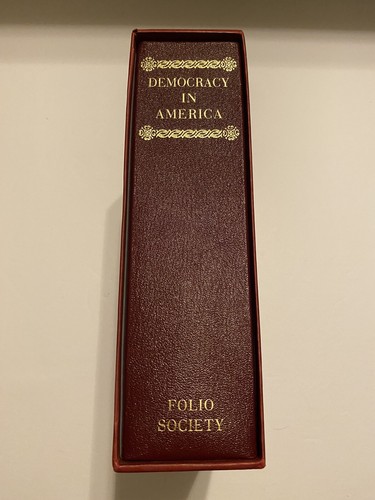 DEMOCRACY
IN
AMERICA
FOLIO
SOCIETY